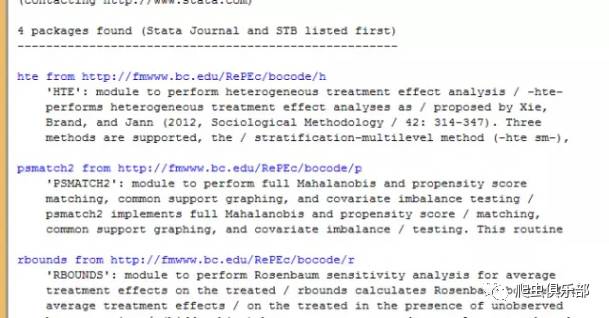 (contacting http://www.stata.com)
4 packages found (Stata Journal and STB listed first)
----------------------------------------------------
hte from http://fmwww.bc.edu/RePEc/bocode/h
'HTE': module to perform heterogeneous treatment effect analysis / -hte-
performs heterogeneous treatment effect analyses as / proposed by Xie,
Brand, and Jann (2012, Sociological Methodology / 42: 314-347). Three
methods are supported, the / stratification-multilevel method (-hte sm-),
psmatch2 from http://fmwww.bc.edu/RePEc/bocode/p
'PSMATCH2': module to perform full Mahalanobis and propensity score
matching, common support graphing, and covariate imbalance testing /
psmatch2 implements full Mahalanobis and propensity score / matching,
common support graphing, and covariate imbalance / testing. This routine
rbounds from http://fmwww.bc.edu/RePEc/bocode/r
'RBOUNDS': module to perform Rosenbaum sensitivity analysis for average
treatment effects on the treated / rbounds calculates
average treatment effects / on the treated in the presence of unobserved
爬虫俱乐部